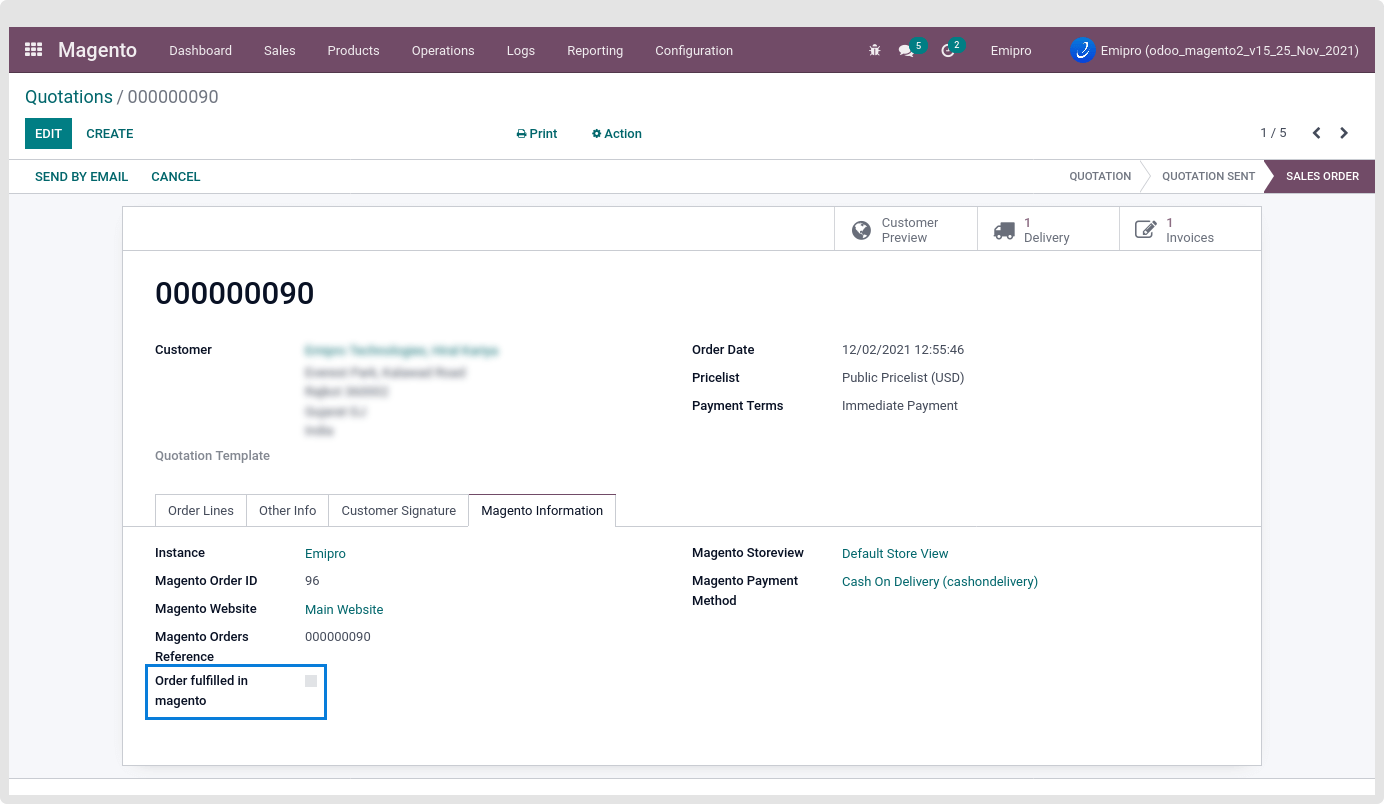 Magento Dashboard Sales Products Operations Logs Reporting Configuration 5 2 Emipro Emipro (odoo_magento2_v15_25_Nov_2021)
Quotations / 000000090
EDIT CREATE Print Action 1 / 5
SEND BY EMAIL CANCEL QUOTATION QUOTATION SENT SALES ORDER
Customer Preview
1 Delivery
1 Invoices
000000090
Customer
Order Date 12/02/2021 12:55:46
Pricelist Public Pricelist (USD)
Payment Terms Immediate Payment
India
Quotation Template
Order Lines Other Info Customer Signature Magento Information
Instance Emipro
Magento Storeview Default Store View
Magento Order ID 96
Magento Payment Method Cash On Delivery (cashondelivery)
Magento Website Main Website
Magento Orders Reference 000000090
Order fulfilled in magento